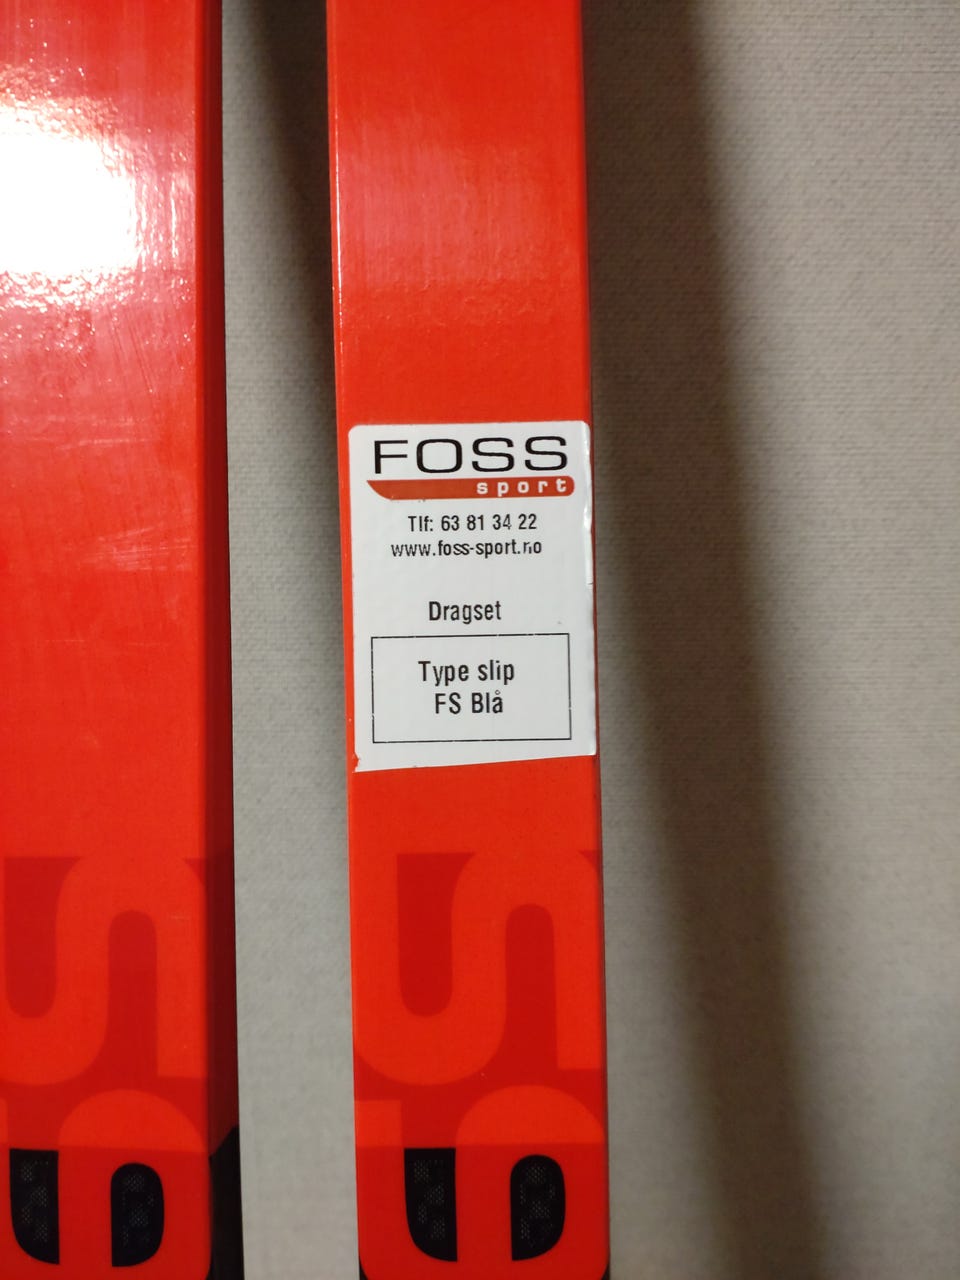 FOSS
sport
Tlf: 63 81 34 22
www.foss-sport.no
Dragset
Type slip
FS Blå